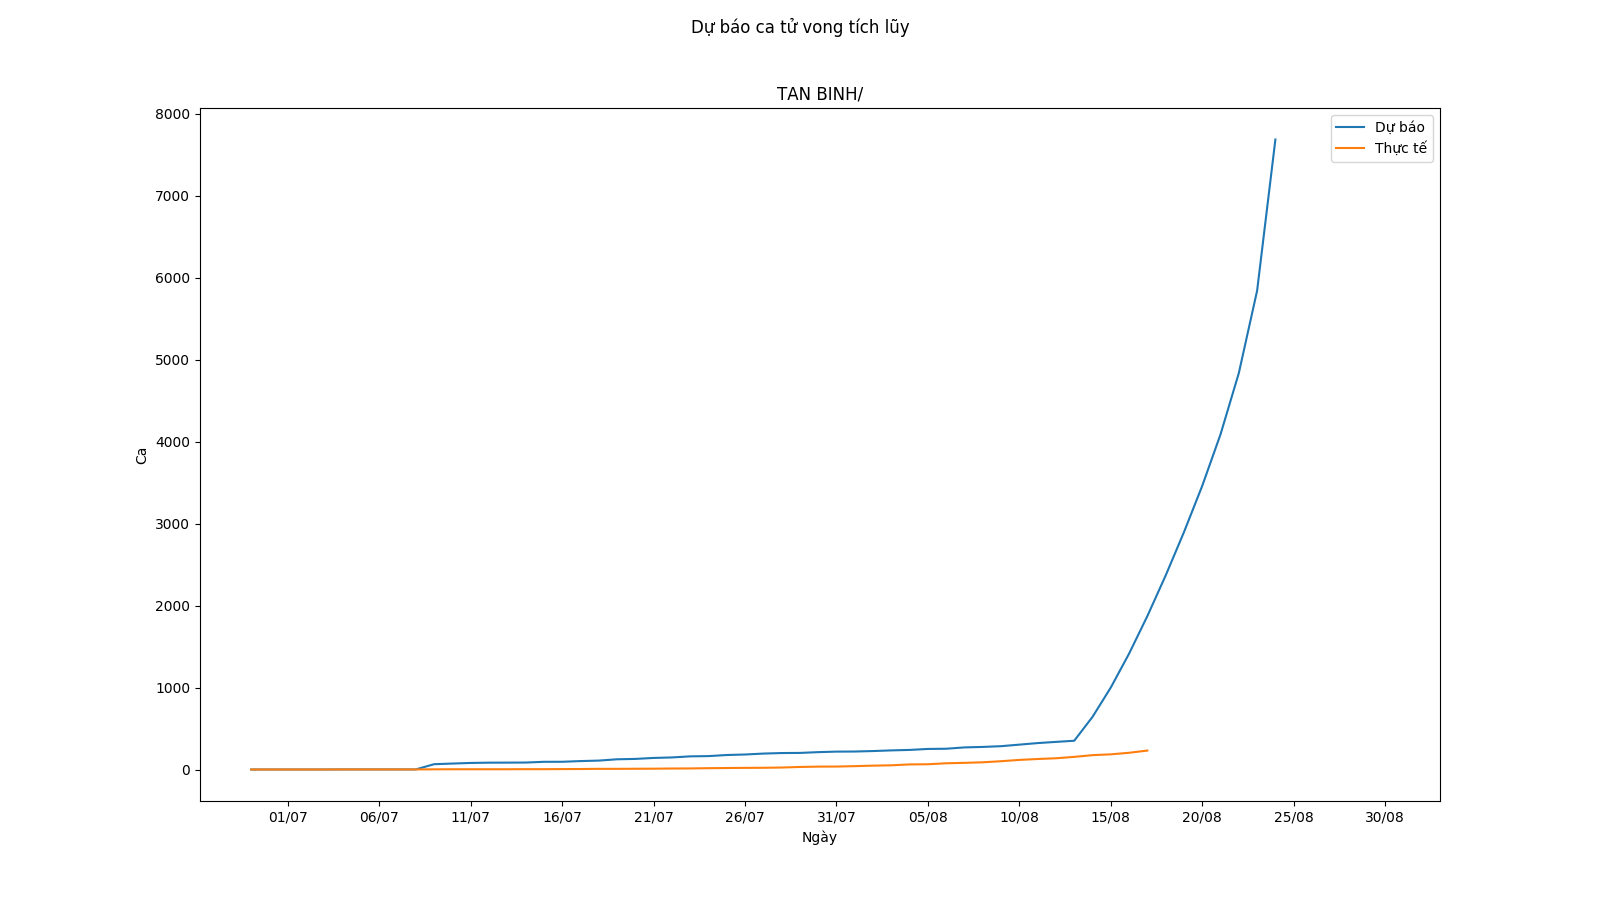 Dự báo ca tử vong tích lũy
TAN BINH/
Dự báo
Thực tế
8000
7000
6000
5000
4000
3000
2000
1000
0
Ca
01/07 06/07 11/07 16/07 21/07 26/07 31/07 05/08 10/08 15/08 20/08 25/08 30/08
Ngày